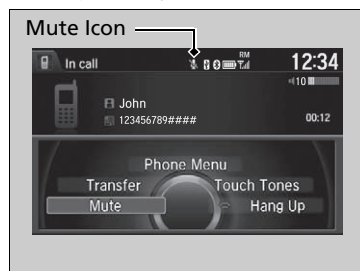 Mute Icon
In call RM 12:34
10
John
123456789####
00:12
Phone Menu
Transfer Touch Tones
Mute Hang Up